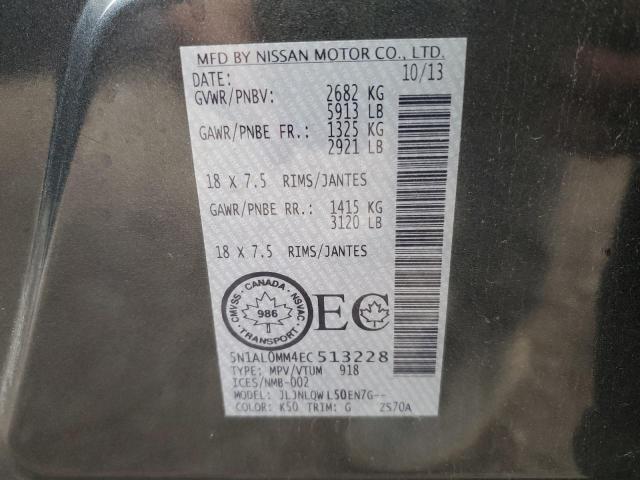 MFD BY NISSAN MOTOR CO., LTD.
DATE: 10/13
GVWR/PNBV: 2682 KG
5913 LB
GAWR/PNBE FR.: 1325 KG
2921 LB
18 X 7.5 RIMS/JANTES
GAWR/PNBE RR.: 1415 KG
3120 LB
18 X 7.5 RIMS/JANTES
CMVSS · CANADA · NSVAC
986
EC
5N1AL0MM4EC513228
TYPE: MPV/VTUM 918
ICES/NMB-002
MODEL: JLJNLQWL50EN7G--
COLOR: K50 TRIM: G 2S70A